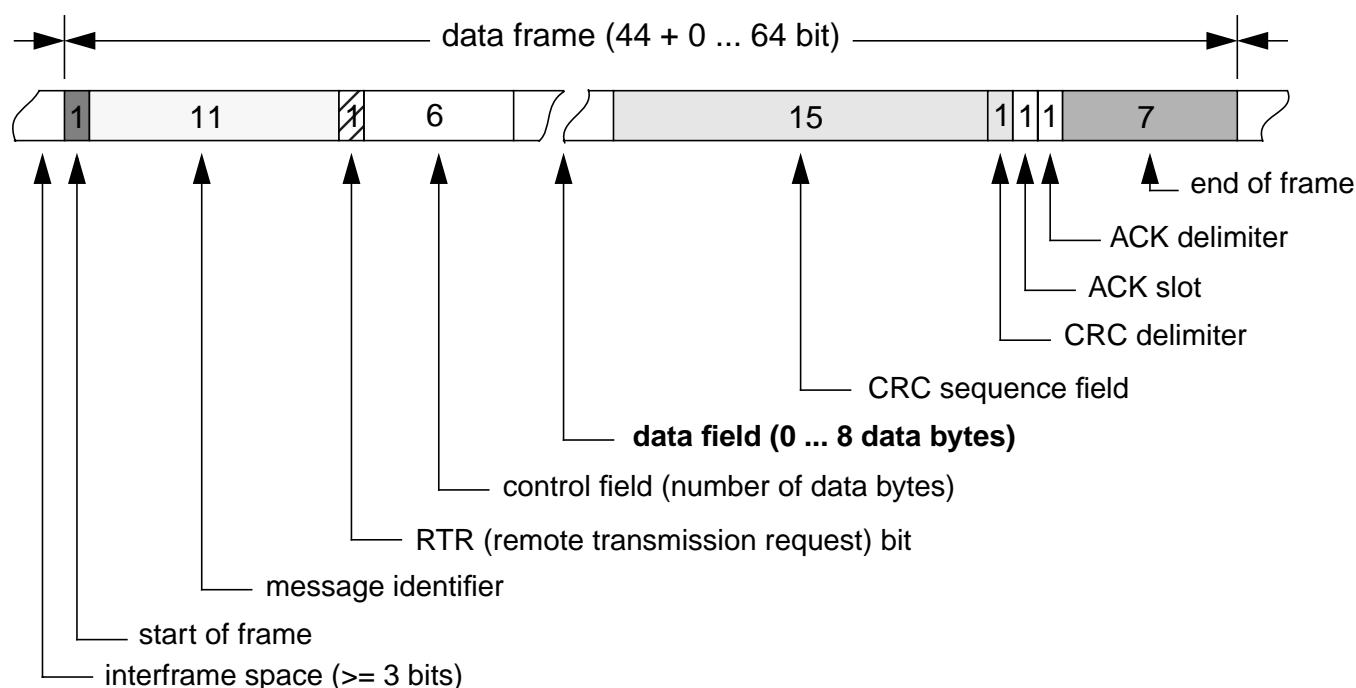 data frame (44 + 0 ... 64 bit)
1 11 1 6 15 1 1 1 7
end of frame
ACK delimiter
ACK slot
CRC delimiter
CRC sequence field
data field (0 ... 8 data bytes)
control field (number of data bytes)
RTR (remote transmission request) bit
message identifier
start of frame
interframe space (>= 3 bits)